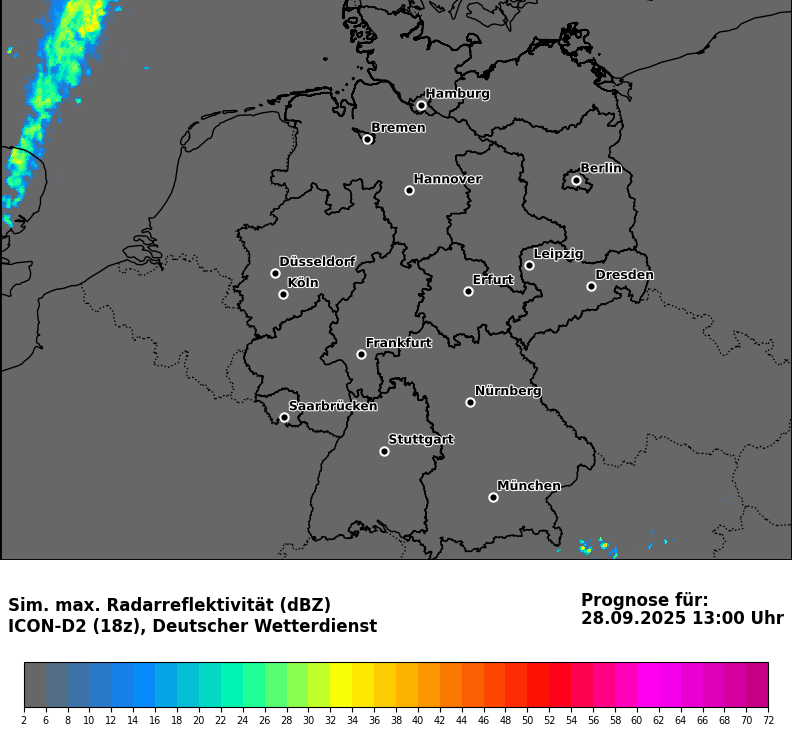 Hamburg
Bremen
Berlin
Hannover
Leipzig
Düsseldorf
Dresden
Erfurt
Köln
Frankfurt
Nürnberg
Saarbrücken
Stuttgart
München
Sim. max. Radarreflektivität (dBZ)
ICON-D2 (18z), Deutscher Wetterdienst
Prognose für:
28.09.2025 13:00 Uhr
2 6 8 10 12 14 16 18 20 22 24 26 28 30 32 34 36 38 40 42 44 46 48 50 52 54 56 58 60 62 64 66 68 70 72